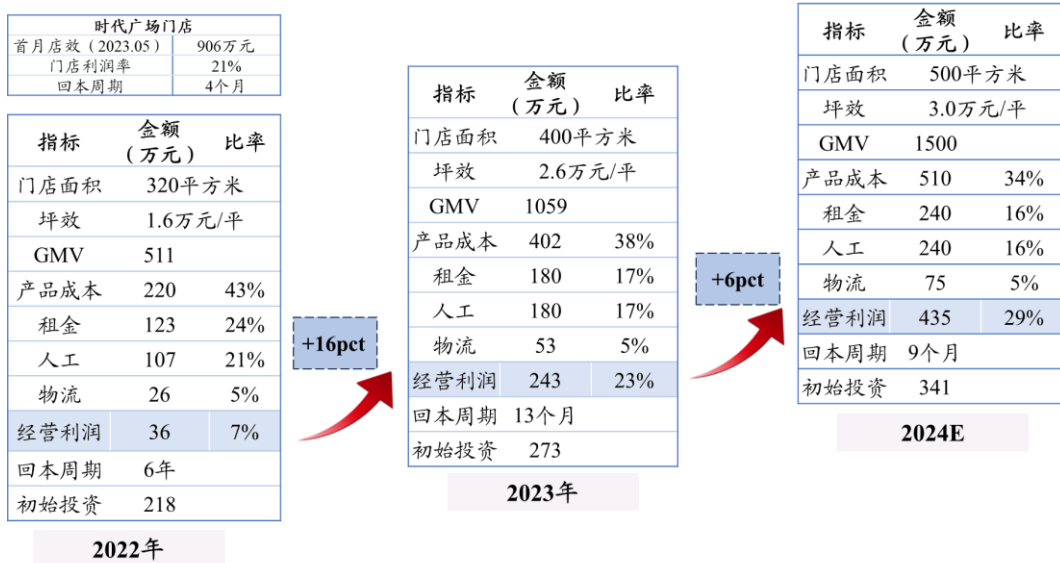 时代广场门店
首月店效（2023.05） 906万元
门店利润率 21%
回本周期 4个月
指标 金额（万元） 比率
门店面积 320平方米
坪效 1.6万元/平
GMV 511
产品成本 220 43%
租金 123 24%
人工 107 21%
物流 26 5%
经营利润 36 7%
回本周期 6年
初始投资 218
2022年
+16pct
指标 金额（万元） 比率
门店面积 400平方米
坪效 2.6万元/平
GMV 1059
产品成本 402 38%
租金 180 17%
人工 180 17%
物流 53 5%
经营利润 243 23%
回本周期 13个月
初始投资 273
2023年
+6pct
指标 金额（万元） 比率
门店面积 500平方米
坪效 3.0万元/平
GMV 1500
产品成本 510 34%
租金 240 16%
人工 240 16%
物流 75 5%
经营利润 435 29%
回本周期 9个月
初始投资 341
2024E